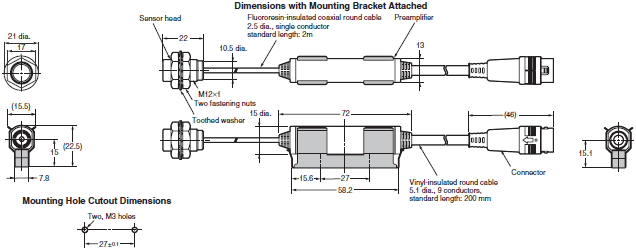 Dimensions with Mounting Bracket Attached
Sensor head
Fluororesin-insulated coaxial round cable
2.5 dia., single conductor
standard length: 2m
Preamplifier
21 dia.
17
22
10.5 dia.
13
M12×1
Two fastening nuts
Toothed washer
(15.5)
15 dia.
72
(46)
15
(22.5)
7.8
15.6
27
58.2
Vinyl-insulated round cable
5.1 dia., 9 conductors,
standard length: 200 mm
Connector
15.1
Mounting Hole Cutout Dimensions
Two, M3 holes
27±0.1